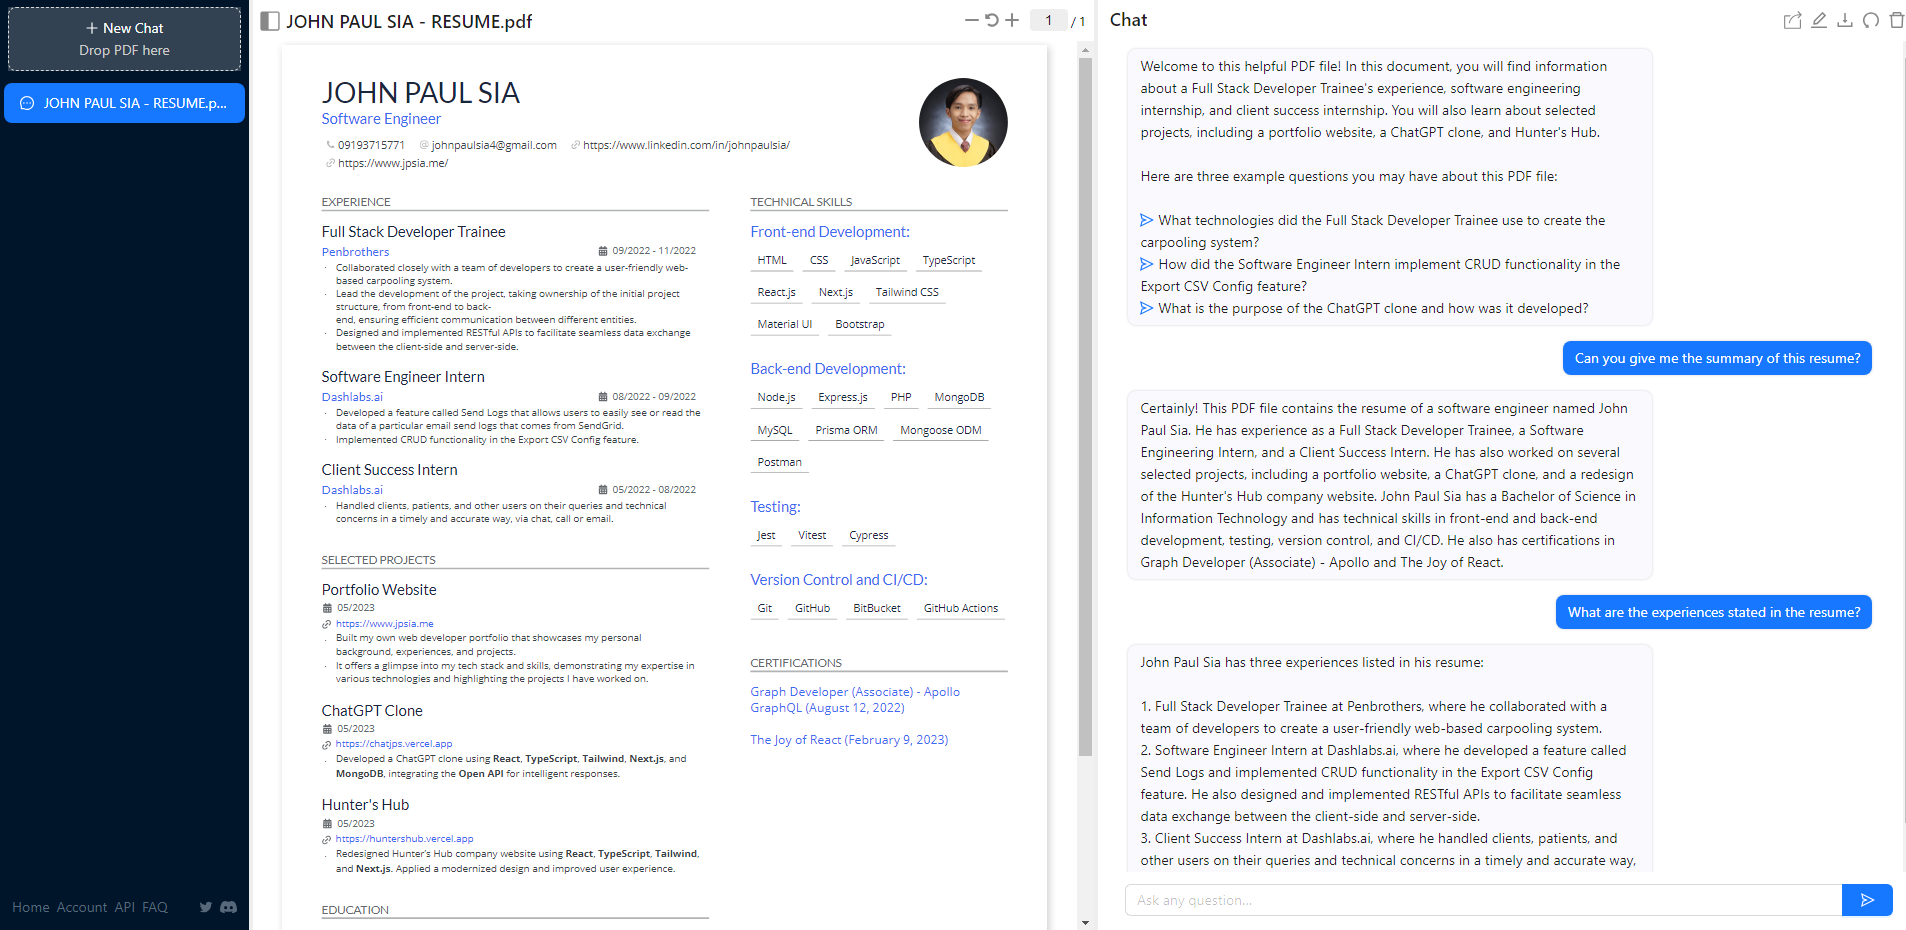 New Chat
Drop PDF here
JOHN PAUL SIA - RESUME.p...
Home Account API FAQ
JOHN PAUL SIA - RESUME.pdf
1 / 1
JOHN PAUL SIA
Software Engineer
09193715771 johnpaulsia4@gmail.com https://www.linkedin.com/in/johnpaulsia/
https://www.jpsia.me/
EXPERIENCE
Full Stack Developer Trainee
Penbrothers 09/2022 - 11/2022
· Collaborated closely with a team of developers to create a user-friendly web-
based carpooling system.
· Lead the development of the project, taking ownership of the initial project
structure, from front-end to back-
end, ensuring efficient communication between different entities.
· Designed and implemented RESTful APIs to facilitate seamless data exchange
between the client-side and server-side.
Software Engineer Intern
Dashlabs.ai 08/2022 - 09/2022
· Developed a feature called Send Logs that allows users to easily see or read the
data of a particular email send logs that comes from SendGrid.
· Implemented CRUD functionality in the Export CSV Config feature.
Client Success Intern
Dashlabs.ai 05/2022 - 08/2022
· Handled clients, patients, and other users on their queries and technical
concerns in a timely and accurate way, via chat, call or email.
SELECTED PROJECTS
Portfolio Website
05/2023
https://www.jpsia.me
· Built my own web developer portfolio that showcases my personal
background, experiences, and projects.
· It offers a glimpse into my tech stack and skills, demonstrating my expertise in
various technologies and highlighting the projects I have worked on.
ChatGPT Clone
05/2023
https://chatjps.vercel.app
· Developed a ChatGPT clone using React, TypeScript, Tailwind, Next.js, and
MongoDB, integrating the Open API for intelligent responses.
Hunter's Hub
05/2023
https://huntershub.vercel.app
· Redesigned Hunter's Hub company website using React, TypeScript, Tailwind,
and Next.js. Applied a modernized design and improved user experience.
EDUCATION
TECHNICAL SKILLS
Front-end Development:
HTML CSS JavaScript TypeScript
React.js Next.js Tailwind CSS
Material UI Bootstrap
Back-end Development:
Node.js Express.js PHP MongoDB
MySQL Prisma ORM Mongoose ODM
Postman
Testing:
Jest Vitest Cypress
Version Control and CI/CD:
Git GitHub BitBucket GitHub Actions
CERTIFICATIONS
Graph Developer (Associate) - Apollo
GraphQL (August 12, 2022)
The Joy of React (February 9, 2023)
Chat
Welcome to this helpful PDF file! In this document, you will find information
about a Full Stack Developer Trainee's experience, software engineering
internship, and client success internship. You will also learn about selected
projects, including a portfolio website, a ChatGPT clone, and Hunter's Hub.
Here are three example questions you may have about this PDF file:
What technologies did the Full Stack Developer Trainee use to create the
carpooling system?
How did the Software Engineer Intern implement CRUD functionality in the
Export CSV Config feature?
What is the purpose of the ChatGPT clone and how was it developed?
Can you give me the summary of this resume?
Certainly! This PDF file contains the resume of a software engineer named John
Paul Sia. He has experience as a Full Stack Developer Trainee, a Software
Engineering Intern, and a Client Success Intern. He has also worked on several
selected projects, including a portfolio website, a ChatGPT clone, and a redesign
of the Hunter's Hub company website. John Paul Sia has a Bachelor of Science in
Information Technology and has technical skills in front-end and back-end
development, testing, version control, and CI/CD. He also has certifications in
Graph Developer (Associate) - Apollo and The Joy of React.
What are the experiences stated in the resume?
John Paul Sia has three experiences listed in his resume:
1. Full Stack Developer Trainee at Penbrothers, where he collaborated with a
team of developers to create a user-friendly web-based carpooling system.
2. Software Engineer Intern at Dashlabs.ai, where he developed a feature called
Send Logs and implemented CRUD functionality in the Export CSV Config
feature. He also designed and implemented RESTful APIs to facilitate seamless
data exchange between the client-side and server-side.
3. Client Success Intern at Dashlabs.ai, where he handled clients, patients, and
other users on their queries and technical concerns in a timely and accurate way,
Ask any question...